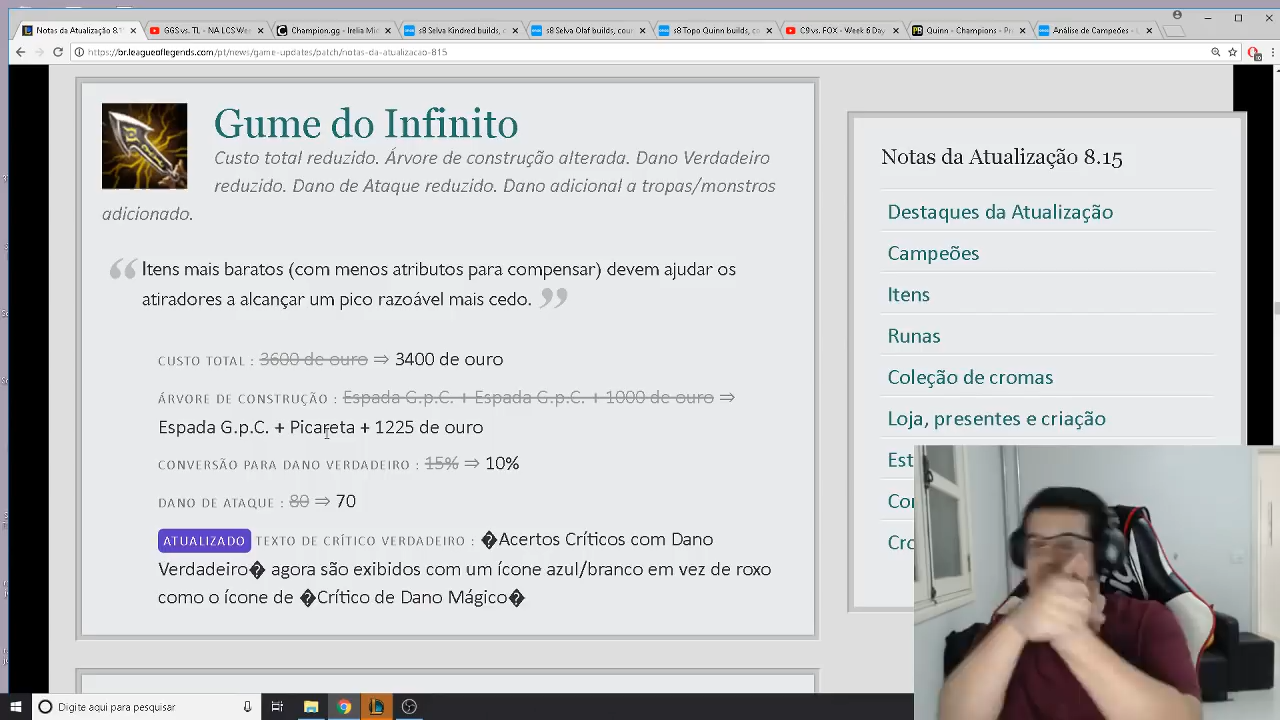 Notas da Atualização 8.1
GGS vs. TL - NA LCS Wee
Champion.gg
relia Mic
s8 Selva Kindred builds, c
s8 Selva Olaf builds, coun
s8 Topo Quinn builds, co
C9 vs. FOX - Week 6 Day
Quinn - Champions - Pr
Análise de Campeões - L
https://br.leagueoflegends.com/pt/news/game-updates/patch/notas-da-atualizacao-815
Gume do Infinito
Custo total reduzido. Árvore de construção alterada. Dano Verdadeiro
reduzido. Dano de Ataque reduzido. Dano adicional a tropas/monstros
adicionado.
“ Itens mais baratos (com menos atributos para compensar) devem ajudar os
atiradores a alcançar um pico razoável mais cedo. ”
CUSTO TOTAL : 3600 de ouro ⇒ 3400 de ouro
ÁRVORE DE CONSTRUÇÃO : Espada G.p.C. + Espada G.p.C. + 1000 de ouro ⇒
Espada G.p.C. + Picareta + 1225 de ouro
CONVERSÃO PARA DANO VERDADEIRO : 15% ⇒ 10%
DANO DE ATAQUE : 80 ⇒ 70
ATUALIZADO TEXTO DE CRÍTICO VERDADEIRO : �Acertos Críticos com Dano
Verdadeiro� agora são exibidos com um ícone azul/branco em vez de roxo
como o ícone de �Crítico de Dano Mágico�
Notas da Atualização 8.15
Destaques da Atualização
Campeões
Itens
Runas
Coleção de cromas
Loja, presentes e criação
Est
Cor
Cro
Digite aqui para pesquisar